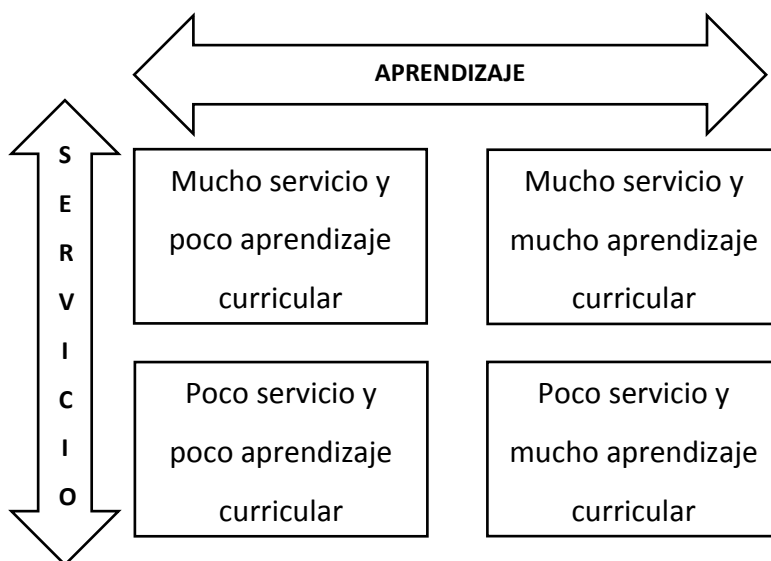 APRENDIZAJE
SERVICIO
Mucho servicio y
poco aprendizaje
curricular
Mucho servicio y
mucho aprendizaje
curricular
Poco servicio y
poco aprendizaje
curricular
Poco servicio y
mucho aprendizaje
curricular